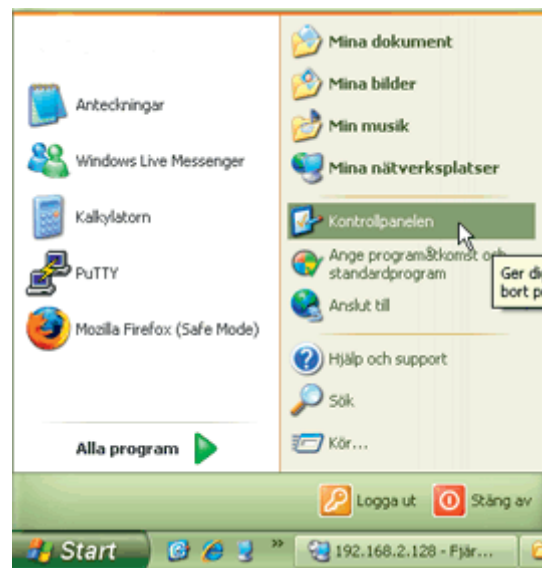 Anteckningar
Windows Live Messenger
Kalkylatorn
PuTTY
Mozilla Firefox (Safe Mode)
Alla program
Mina dokument
Mina bilder
Min musik
Mina nätverksplatser
Kontrollpanelen
Ange programåtkomst och
standardprogram
Anslut till
Ger di
bort p
Hjälp och support
Sök
Kör...
Logga ut
Stäng av
Start
»
192.168.2.128 - Fjär...